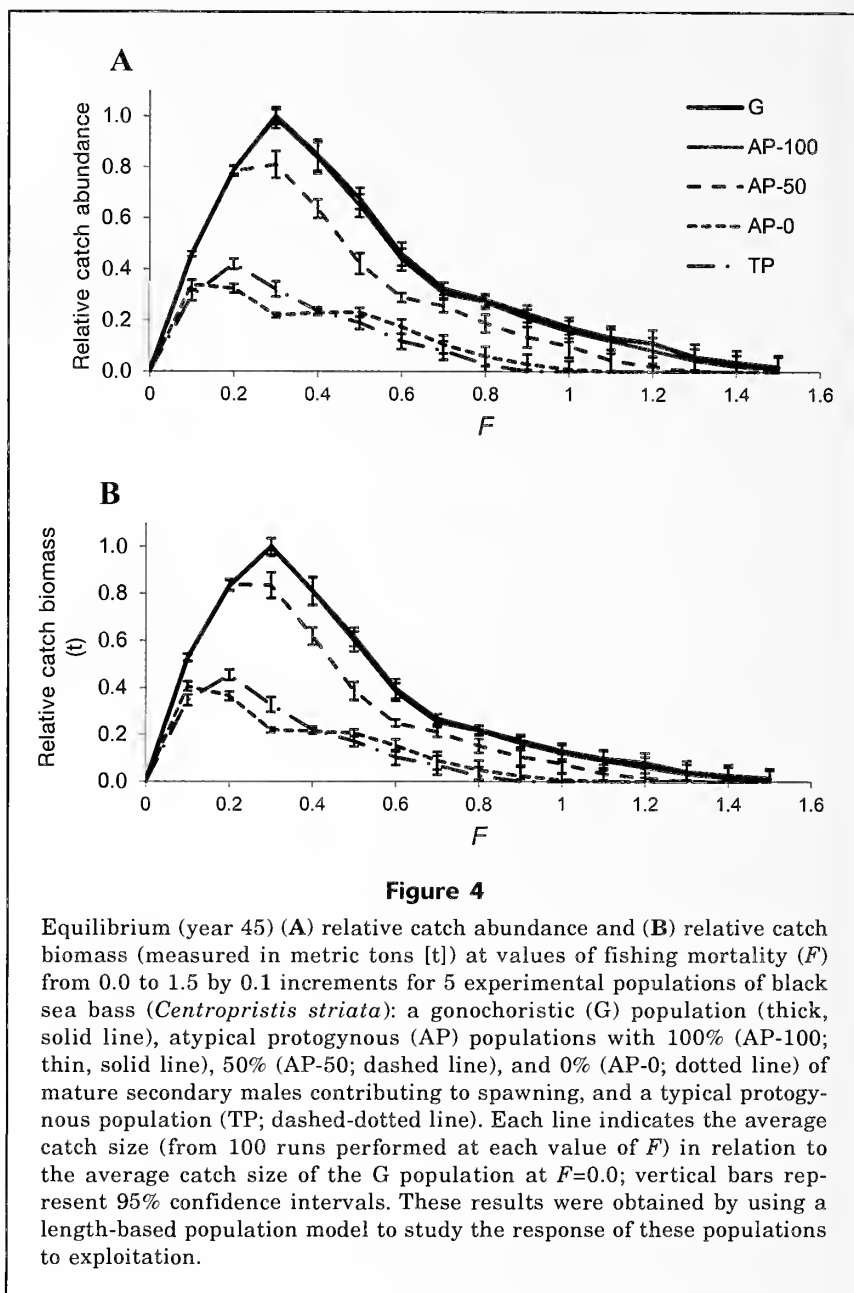 A
Relative catch abundance
1.0
0.8
0.6
0.4
0.2
0.0
0
0.2
0.4
0.6
0.8
1
1.2
1.4
1.6
F
G
AP-100
AP-50
AP-0
TP
B
Relative catch biomass
(t)
1.0
0.8
0.6
0.4
0.2
0.0
0
0.2
0.4
0.6
0.8
1
1.2
1.4
1.6
F
Figure 4
Equilibrium (year 45) (A) relative catch abundance and (B) relative catch
biomass (measured in metric tons [t]) at values of fishing mortality (F)
from 0.0 to 1.5 by 0.1 increments for 5 experimental populations of black
sea bass (Centropristis striata): a gonochoristic (G) population (thick,
solid line), atypical protogynous (AP) populations with 100% (AP-100;
thin, solid line), 50% (AP-50; dashed line), and 0% (AP-0; dotted line) of
mature secondary males contributing to spawning, and a typical protogy-
nous population (TP; dashed-dotted line). Each line indicates the average
catch size (from 100 runs performed at each value of F) in relation to
the average catch size of the G population at F=0.0; vertical bars rep-
resent 95% confidence intervals. These results were obtained by using a
length-based population model to study the response of these populations
to exploitation.